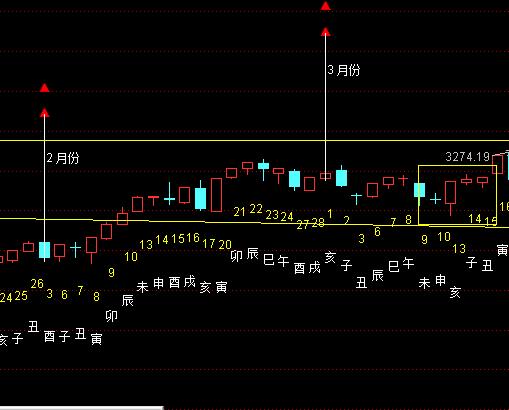 3 月份
2 月份
3274.19
24 25 26 3 6 7 8 9 10 13 14 15 16 17 20 21 22 23 24 27 28 1 2 3 6 7 8 9 10 13 14 15 16
亥 子 丑 酉 子 丑 寅 卯 辰 未 申 酉 戌 亥 寅 卯 辰 巳 午 酉 戌 亥 子 丑 辰 巳 午 未 申 亥 子 丑 寅